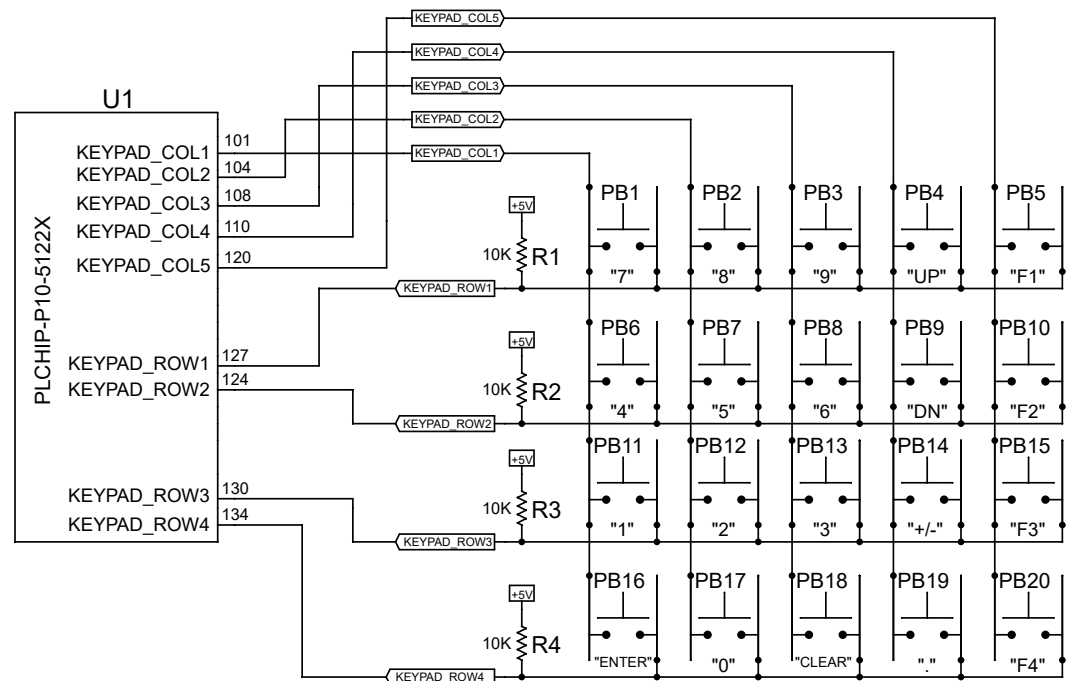 KEYPAD_COL5
KEYPAD_COL4
KEYPAD_COL3
KEYPAD_COL2
KEYPAD_COL1
U1
PLCHIP-P10-5122X
KEYPAD_COL1 101
KEYPAD_COL2 104
KEYPAD_COL3 108
KEYPAD_COL4 110
KEYPAD_COL5 120
KEYPAD_ROW1 127
KEYPAD_ROW2 124
KEYPAD_ROW3 130
KEYPAD_ROW4 134
PB1 PB2 PB3 PB4 PB5
+5V
10K R1
"7" "8" "9" "UP" "F1"
KEYPAD_ROW1
PB6 PB7 PB8 PB9 PB10
+5V
10K R2
"4" "5" "6" "DN" "F2"
KEYPAD_ROW2
PB11 PB12 PB13 PB14 PB15
+5V
10K R3
"1" "2" "3" "+/-" "F3"
KEYPAD_ROW3
PB16 PB17 PB18 PB19 PB20
+5V
10K R4
"ENTER" "0" "CLEAR" "." "F4"
KEYPAD_ROW4